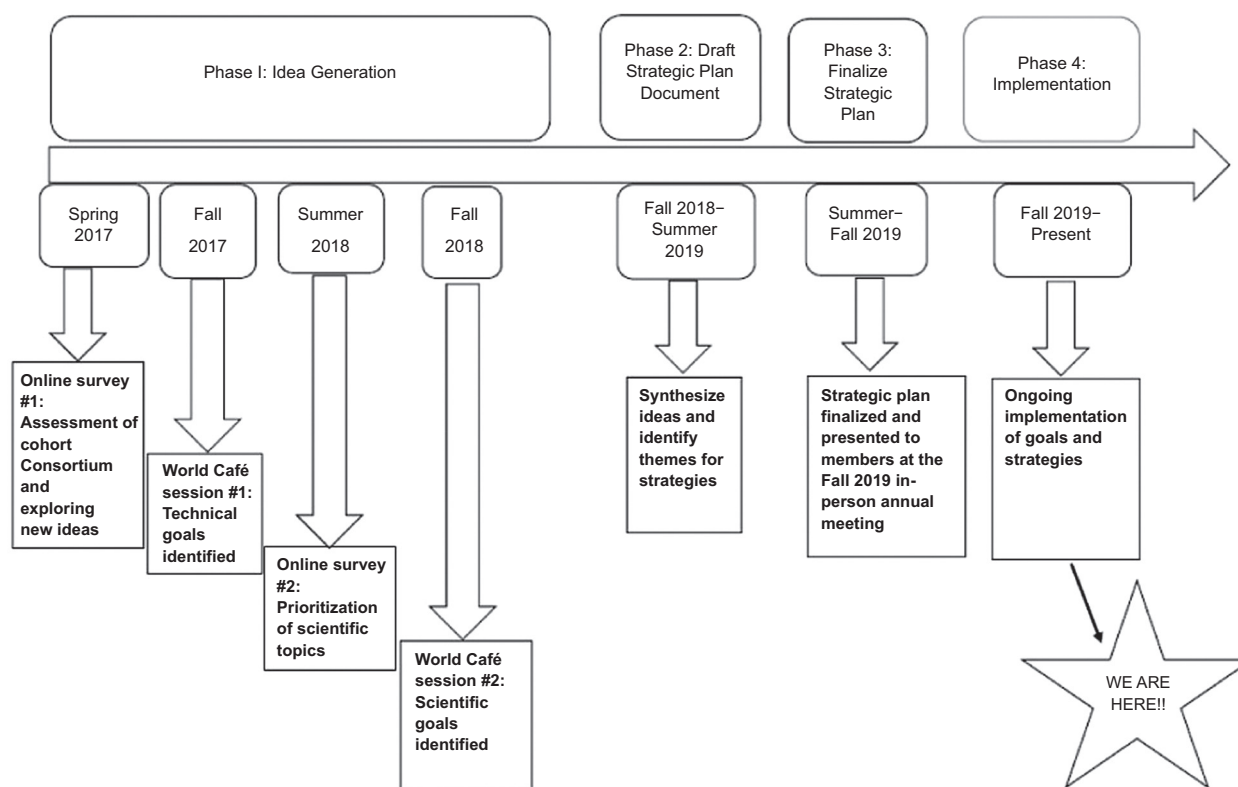 Phase I: Idea Generation
Phase 2: Draft
Strategic Plan
Document
Phase 3:
Finalize
Strategic
Plan
Phase 4:
Implementation
Spring
2017
Fall
2017
Summer
2018
Fall
2018
Fall 2018–
Summer
2019
Summer–
Fall 2019
Fall 2019–
Present
Online survey
#1:
Assessment of
cohort
Consortium
and
exploring
new ideas
World Café
session #1:
Technical
goals
identified
Online survey
#2:
Prioritization
of scientific
topics
World Café
session #2:
Scientific
goals
identified
Synthesize
ideas and
identify
themes for
strategies
Strategic plan
finalized and
presented to
members at the
Fall 2019 in-
person annual
meeting
Ongoing
implementation
of goals and
strategies
WE ARE
HERE!!